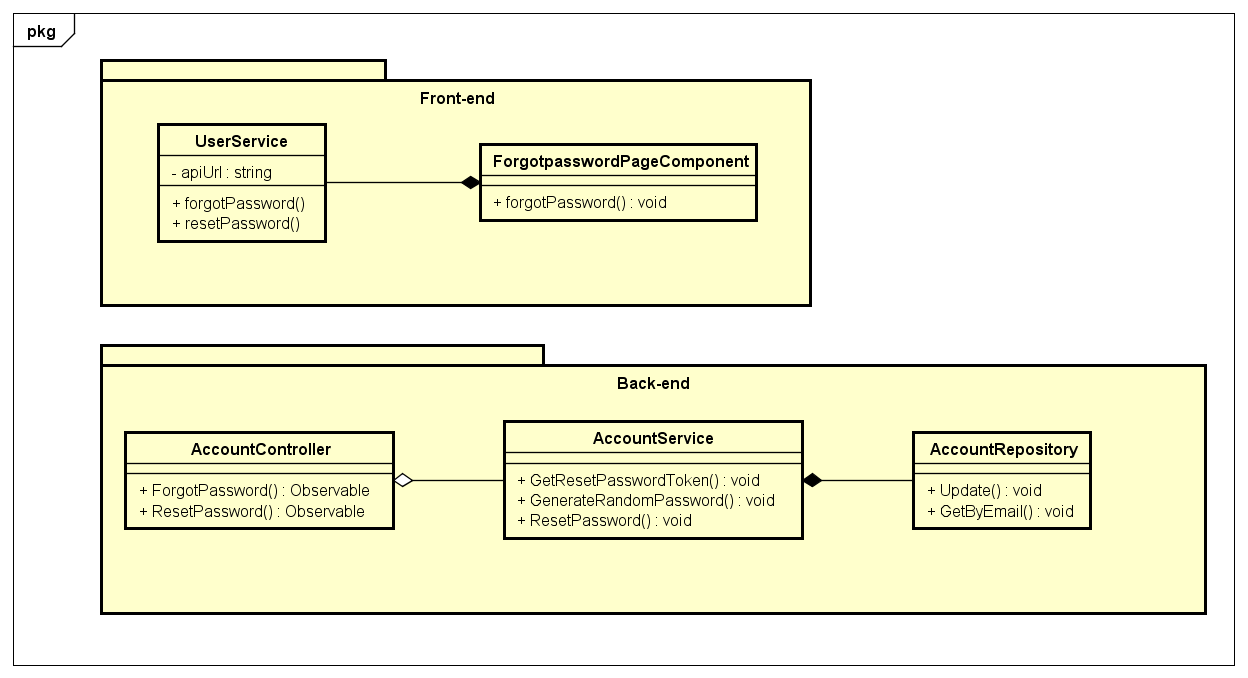 pkg
Front-end
UserService
- apiUrl : string
+ forgotPassword()
+ resetPassword()
ForgotpasswordPageComponent
+ forgotPassword() : void
Back-end
AccountController
+ ForgotPassword() : Observable
+ ResetPassword() : Observable
AccountService
+ GetResetPasswordToken() : void
+ GenerateRandomPassword() : void
+ ResetPassword() : void
AccountRepository
+ Update() : void
+ GetByEmail() : void